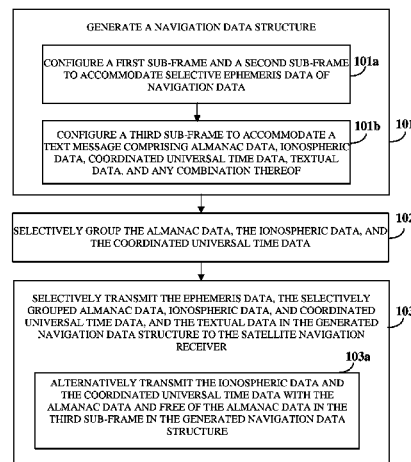 GENERATE A NAVIGATION DATA STRUCTURE
101a
CONFIGURE A FIRST SUB-FRAME AND A SECOND SUB-FRAME
TO ACCOMMODATE SELECTIVE EPHEMERIS DATA OF
NAVIGATION DATA
101b
CONFIGURE A THIRD SUB-FRAME TO ACCOMMODATE A
TEXT MESSAGE COMPRISING ALMANAC DATA, IONOSPHERIC
DATA, COORDINATED UNIVERSAL TIME DATA, TEXTUAL
DATA, AND ANY COMBINATION THEREOF
101
102
SELECTIVELY GROUP THE ALMANAC DATA, THE IONOSPHERIC DATA, AND
THE COORDINATED UNIVERSAL TIME DATA
103
SELECTIVELY TRANSMIT THE EPHEMERIS DATA, THE SELECTIVELY
GROUPED ALMANAC DATA, IONOSPHERIC DATA, AND COORDINATED
UNIVERSAL TIME DATA, AND THE TEXTUAL DATA IN THE GENERATED
NAVIGATION DATA STRUCTURE TO THE SATELLITE NAVIGATION
RECEIVER
103a
ALTERNATIVELY TRANSMIT THE IONOSPHERIC DATA AND
THE COORDINATED UNIVERSAL TIME DATA WITH THE
ALMANAC DATA AND FREE OF THE ALMANAC DATA IN THE
THIRD SUB-FRAME IN THE GENERATED NAVIGATION DATA
STRUCTURE